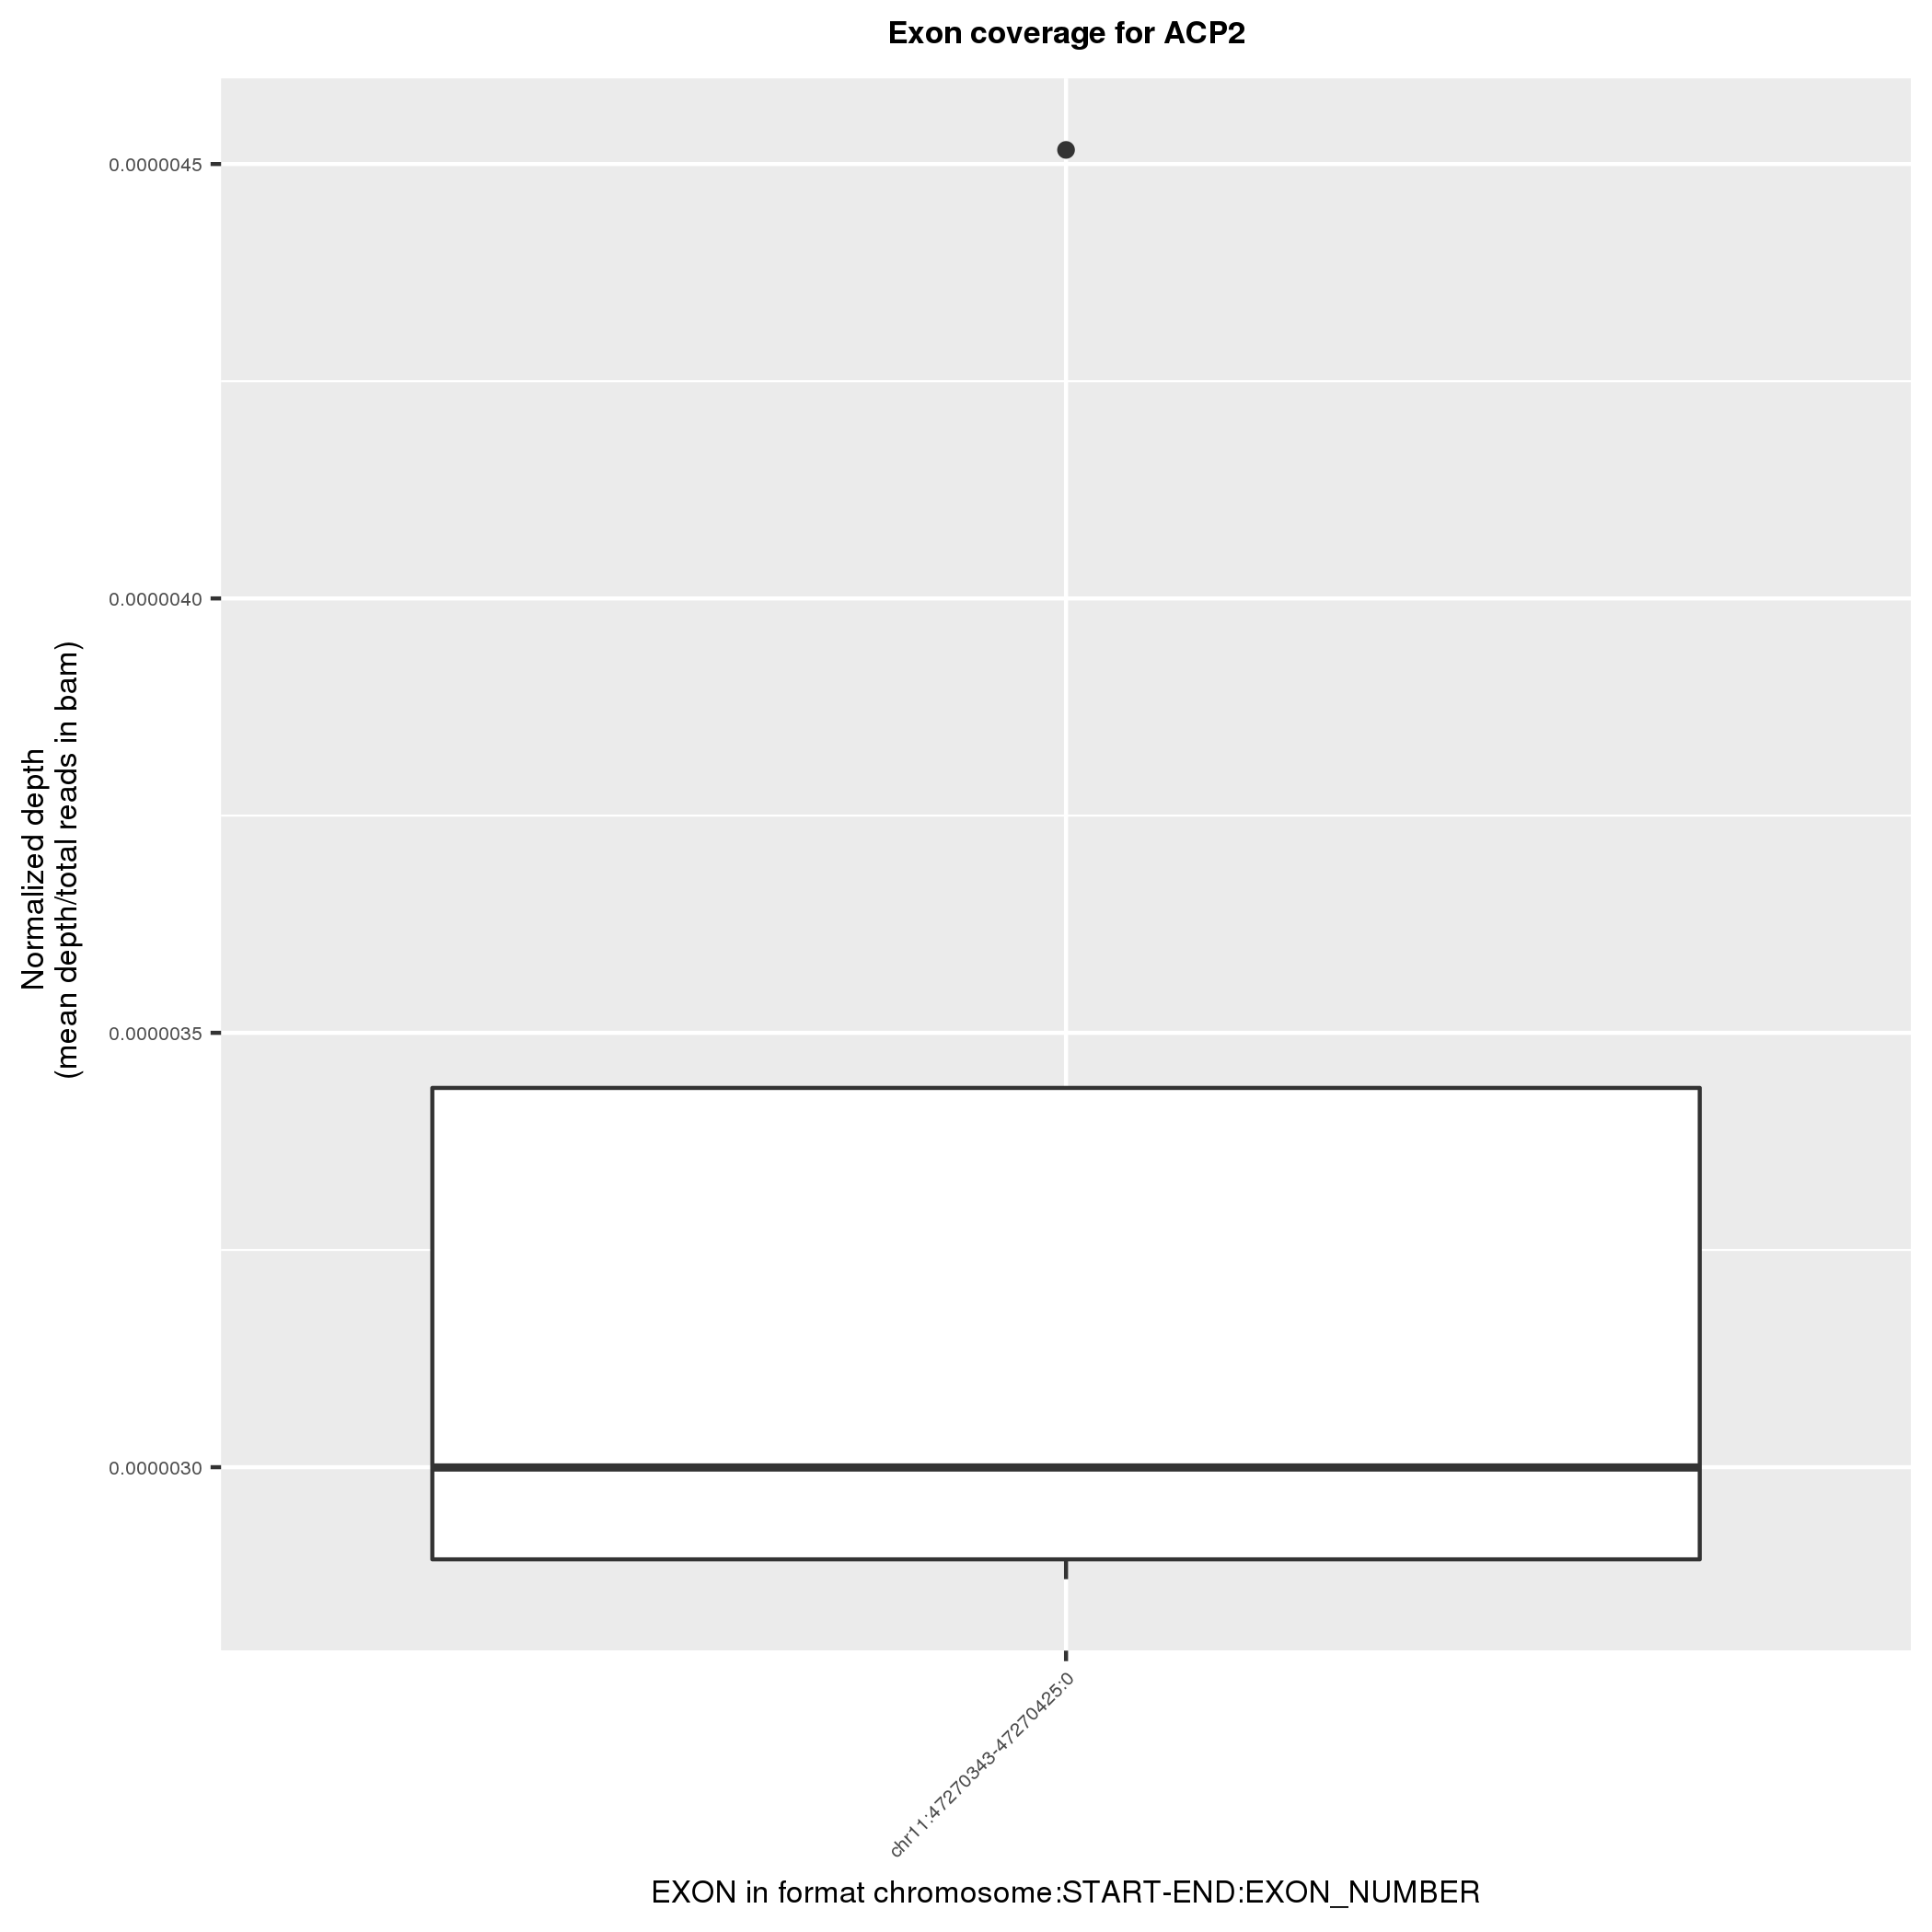 Exon coverage for ACP2
Normalized depth
(mean depth/total reads in bam)
0.0000045
0.0000040
0.0000035
0.0000030
chr11:47270343-47270425:0
EXON in format chromosome:START-END:EXON_NUMBER